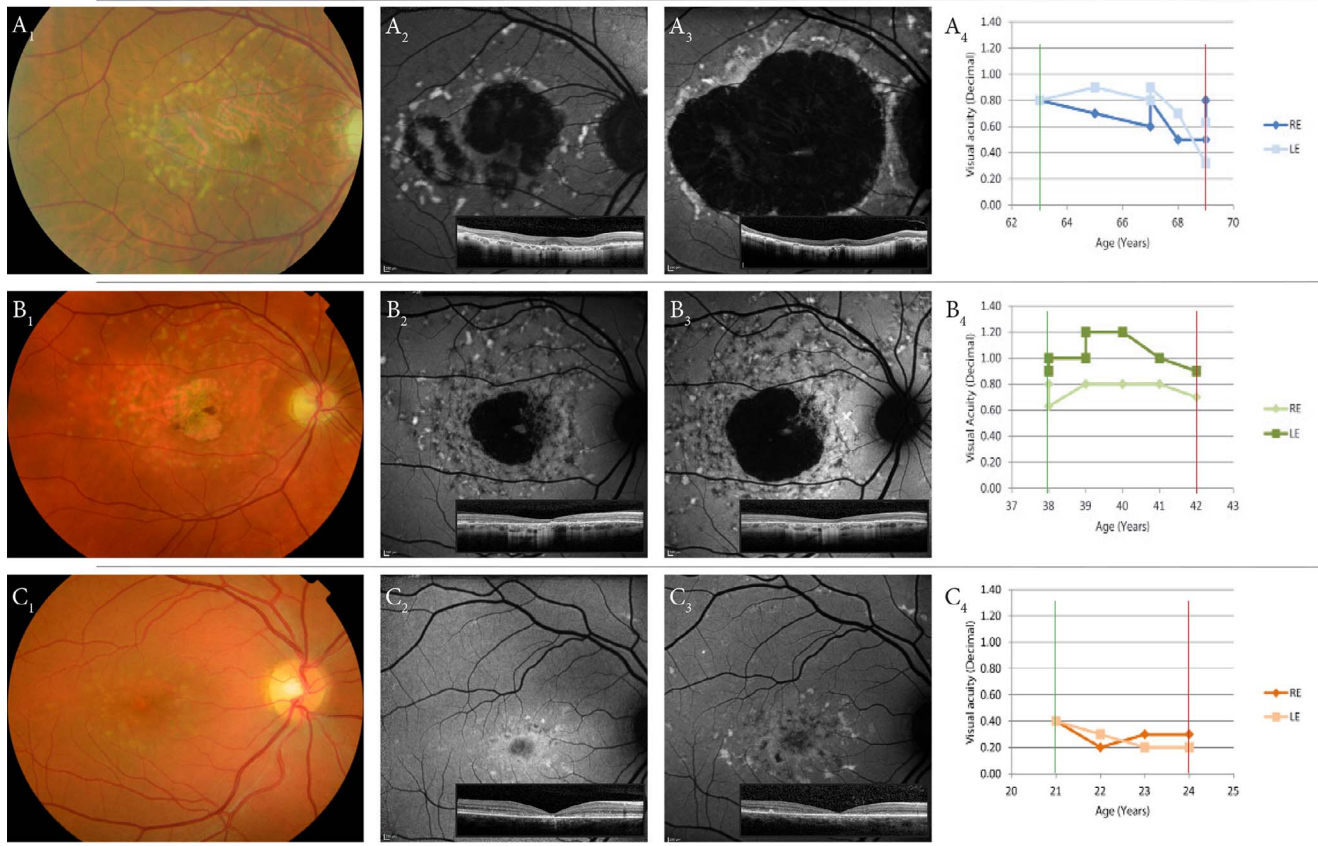 A1
A2
A3
A4
1.40
1.20
1.00
0.80
0.60
0.40
0.20
0.00
Visual acuity (Decimal)
62 64 66 68 70
Age (Years)
RE
LE
B1
B2
B3
B4
1.40
1.20
1.00
0.80
0.60
0.40
0.20
0.00
Visual Acuity (Decimal)
37 38 39 40 41 42 43
Age (Years)
RE
LE
C1
C2
C3
C4
1.40
1.20
1.00
0.80
0.60
0.40
0.20
0.00
Visual acuity (Decimal)
20 21 22 23 24 25
Age (Years)
RE
LE